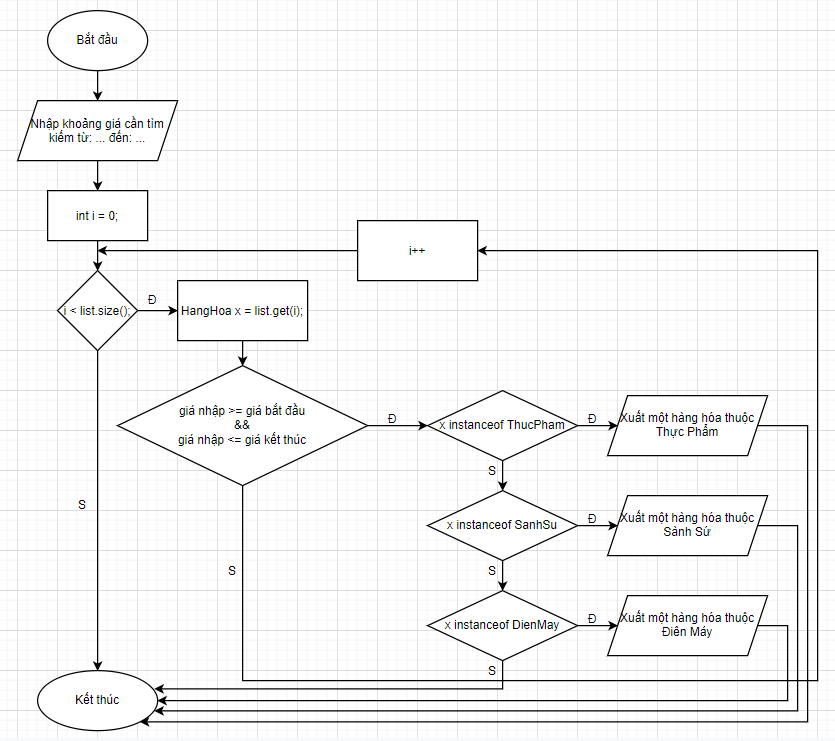 Bắt đầu
Nhập khoảng giá cần tìm
kiếm từ: ... đến: ...
int i = 0;
i++
i < list.size();
Đ
HangHoa x = list.get(i);
giá nhập >= giá bắt đầu
&&
giá nhập <= giá kết thúc
Đ
x instanceof ThucPham
Đ
Xuất một hàng hóa thuộc
Thực Phẩm
S
S
x instanceof SanhSu
Đ
Xuất một hàng hóa thuộc
Sành Sứ
S
S
x instanceof DienMay
Đ
Xuất một hàng hóa thuộc
Điên Máy
S
Kết thúc